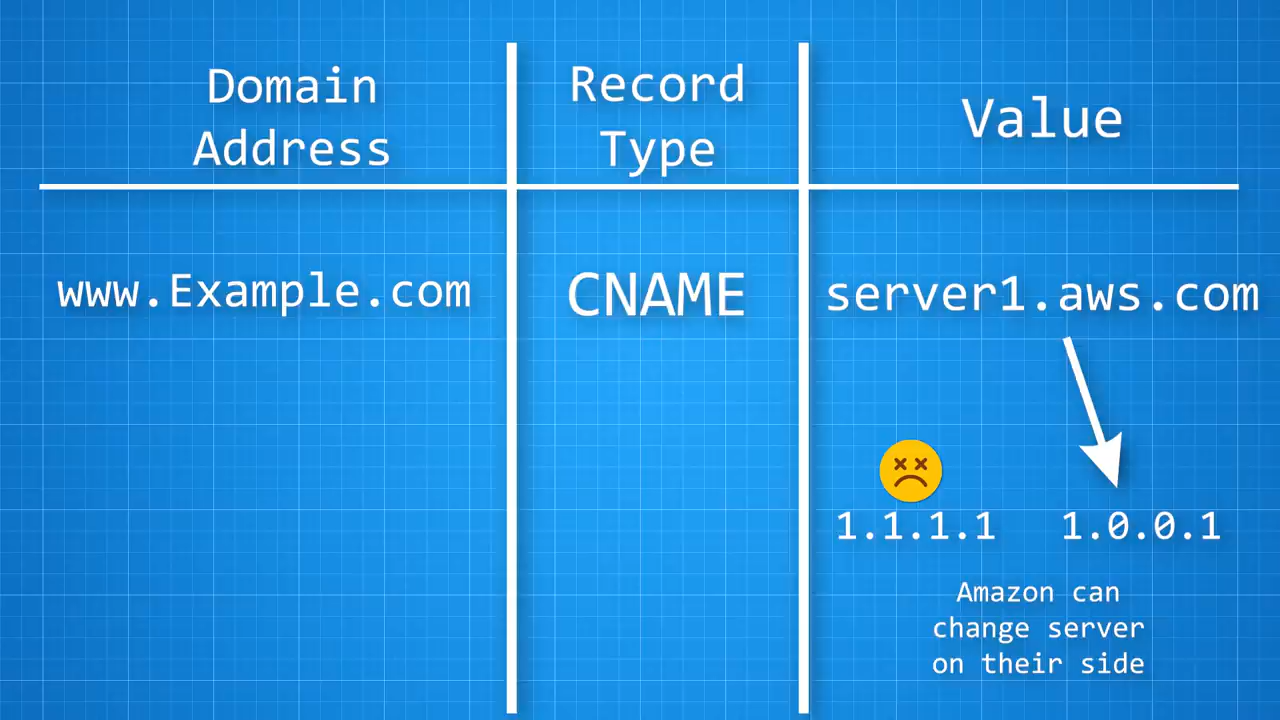 Domain
Address
Record
Type
Value
www.Example.com
CNAME
server1.aws.com
1.1.1.1
1.0.0.1
Amazon can
change server
on their side